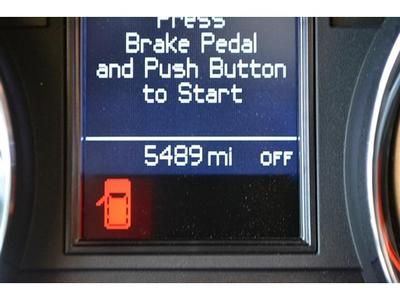 Press
Brake Pedal
and Push Button
to Start
5489 mi OFF